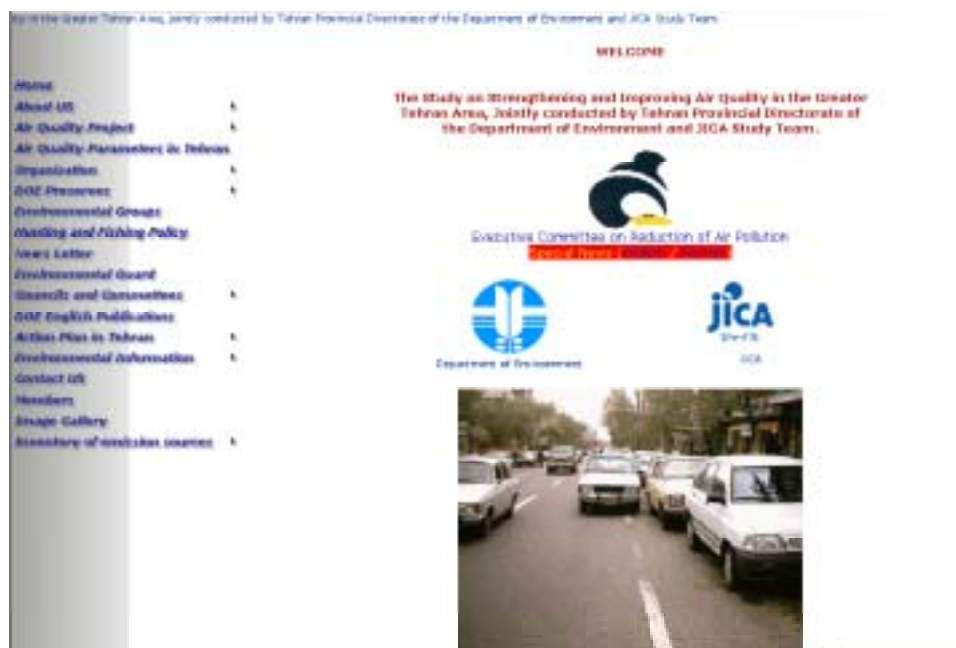 by in the Greater Tehran Area, jointly conducted by Tehran Provincial Directorate of the Department of Environment and JICA Study Team
WELCOME
The Study on Strengthening and Improving Air Quality in the Greater
Tehran Area, Jointly conducted by Tehran Provincial Directorate of
the Department of Environment and JICA Study Team.
Home
About US
Air Quality Project
Air Quality Parameters in Tehran
Organization
DOE Presences
Environmental Groups
Hunting and Fishing Policy
News Letter
Environmental Guard
Councils and Committees
DOE English Publications
Action Plan in Tehran
Environmental Information
Contact US
Members
Image Gallery
Inventory of emission sources
Executive Committee on Reduction of Air Pollution
Special News
Department of Environment
JICA
JICA